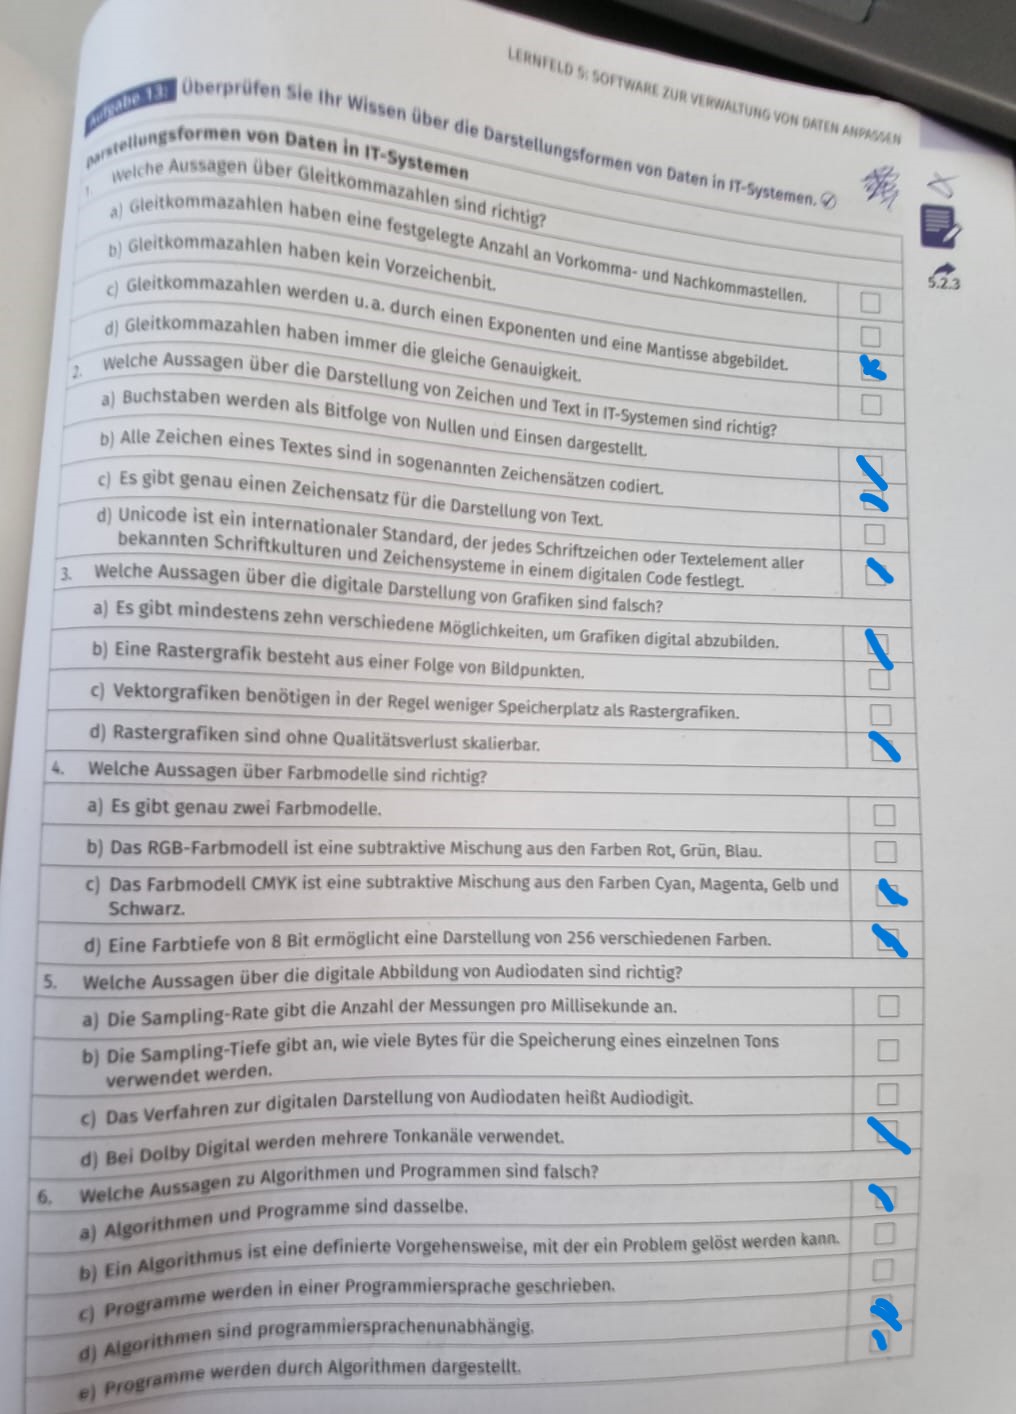 LERNFELD 5: SOFTWARE ZUR VERWALTUNG VON DATEN ANPASSEN
Aufgabe 13: Überprüfen Sie Ihr Wissen über die Darstellungsformen von Daten in IT-Systemen.
5.2.3
Darstellungsformen von Daten in IT-Systemen
1. Welche Aussagen über Gleitkommazahlen sind richtig?
a) Gleitkommazahlen haben eine festgelegte Anzahl an Vorkomma- und Nachkommastellen.
b) Gleitkommazahlen haben kein Vorzeichenbit.
c) Gleitkommazahlen werden u. a. durch einen Exponenten und eine Mantisse abgebildet.
d) Gleitkommazahlen haben immer die gleiche Genauigkeit.
2. Welche Aussagen über die Darstellung von Zeichen und Text in IT-Systemen sind richtig?
a) Buchstaben werden als Bitfolge von Nullen und Einsen dargestellt.
b) Alle Zeichen eines Textes sind in sogenannten Zeichensätzen codiert.
c) Es gibt genau einen Zeichensatz für die Darstellung von Text.
d) Unicode ist ein internationaler Standard, der jedes Schriftzeichen oder Textelement aller
bekannten Schriftkulturen und Zeichensysteme in einem digitalen Code festlegt.
3. Welche Aussagen über die digitale Darstellung von Grafiken sind falsch?
a) Es gibt mindestens zehn verschiedene Möglichkeiten, um Grafiken digital abzubilden.
b) Eine Rastergrafik besteht aus einer Folge von Bildpunkten.
c) Vektorgrafiken benötigen in der Regel weniger Speicherplatz als Rastergrafiken.
d) Rastergrafiken sind ohne Qualitätsverlust skalierbar.
4. Welche Aussagen über Farbmodelle sind richtig?
a) Es gibt genau zwei Farbmodelle.
b) Das RGB-Farbmodell ist eine subtraktive Mischung aus den Farben Rot, Grün, Blau.
c) Das Farbmodell CMYK ist eine subtraktive Mischung aus den Farben Cyan, Magenta, Gelb und
Schwarz.
d) Eine Farbtiefe von 8 Bit ermöglicht eine Darstellung von 256 verschiedenen Farben.
5. Welche Aussagen über die digitale Abbildung von Audiodaten sind richtig?
a) Die Sampling-Rate gibt die Anzahl der Messungen pro Millisekunde an.
b) Die Sampling-Tiefe gibt an, wie viele Bytes für die Speicherung eines einzelnen Tons
verwendet werden.
c) Das Verfahren zur digitalen Darstellung von Audiodaten heißt Audiodigit.
d) Bei Dolby Digital werden mehrere Tonkanäle verwendet.
6. Welche Aussagen zu Algorithmen und Programmen sind falsch?
a) Algorithmen und Programme sind dasselbe.
b) Ein Algorithmus ist eine definierte Vorgehensweise, mit der ein Problem gelöst werden kann.
c) Programme werden in einer Programmiersprache geschrieben.
d) Algorithmen sind programmiersprachenunabhängig.
e) Programme werden durch Algorithmen dargestellt.